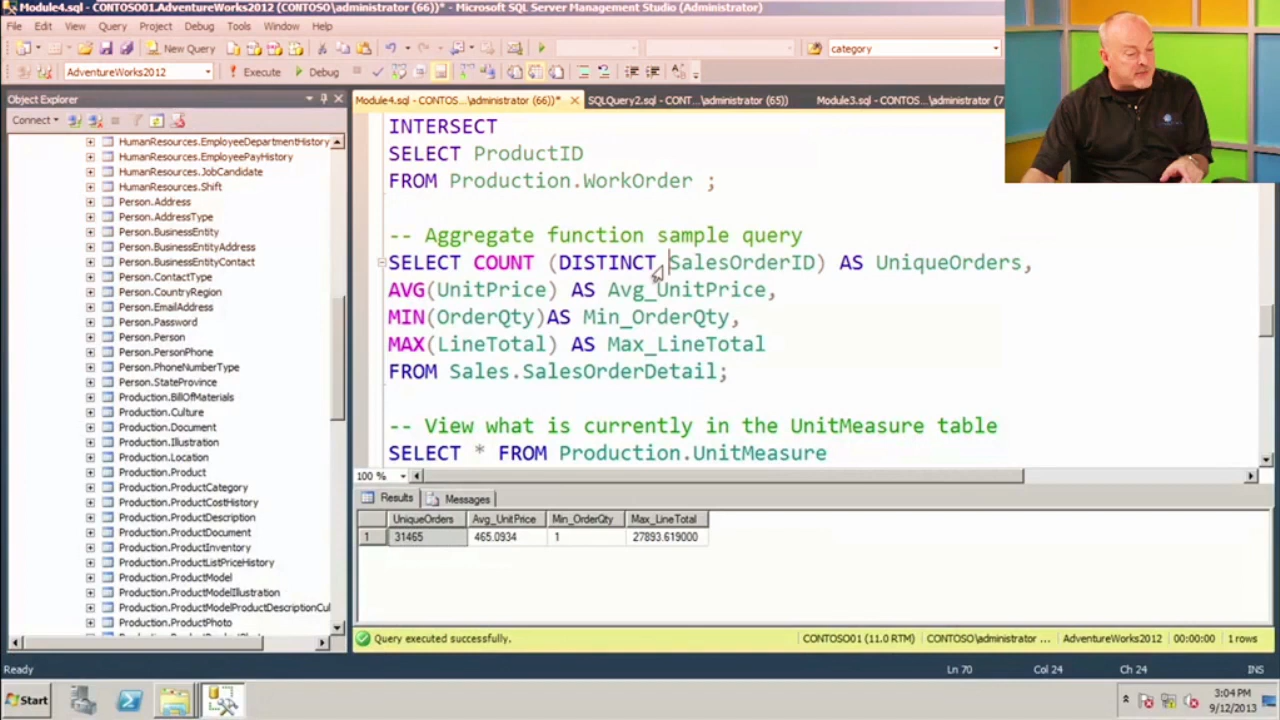 Module4.sql - CONTOSO01.AdventureWorks2012 (CONTOSO\administrator (66))* - Microsoft SQL Server Management Studio (Administrator)
File Edit View Query Project Debug Tools Window Help
New Query category
AdventureWorks2012 Execute Debug
Object Explorer
Connect
HumanResources.EmployeeDepartmentHistory
HumanResources.EmployeePayHistory
HumanResources.JobCandidate
HumanResources.Shift
Person.Address
Person.AddressType
Person.BusinessEntity
Person.BusinessEntityAddress
Person.BusinessEntityContact
Person.ContactType
Person.CountryRegion
Person.EmailAddress
Person.Password
Person.Person
Person.PersonPhone
Person.PhoneNumberType
Person.StateProvince
Production.BillOfMaterials
Production.Culture
Production.Document
Production.Illustration
Production.Location
Production.Product
Production.ProductCategory
Production.ProductCostHistory
Production.ProductDescription
Production.ProductDocument
Production.ProductInventory
Production.ProductListPriceHistory
Production.ProductModel
Production.ProductModelIllustration
Production.ProductModelProductDescriptionCul
Production.ProductPhoto
Module4.sql - CONTOS...\administrator (66))* SQLQuery2.sql - CONT...\administrator (65)) Module3.sql - CONTOS...\administrator (7
INTERSECT
SELECT ProductID
FROM Production.WorkOrder ;
-- Aggregate function sample query
SELECT COUNT (DISTINCT SalesOrderID) AS UniqueOrders,
AVG(UnitPrice) AS Avg_UnitPrice,
MIN(OrderQty)AS Min_OrderQty,
MAX(LineTotal) AS Max_LineTotal
FROM Sales.SalesOrderDetail;
-- View what is currently in the UnitMeasure table
SELECT * FROM Production.UnitMeasure
100 %
Results Messages
UniqueOrders Avg_UnitPrice Min_OrderQty Max_LineTotal
1 31465 465.0934 1 27893.619000
Query executed successfully. CONTOSO01 (11.0 RTM) CONTOSO\administrator ... AdventureWorks2012 00:00:00 1 rows
Ready Ln 70 Col 24 Ch 24 INS
Start 3:04 PM
9/12/2013